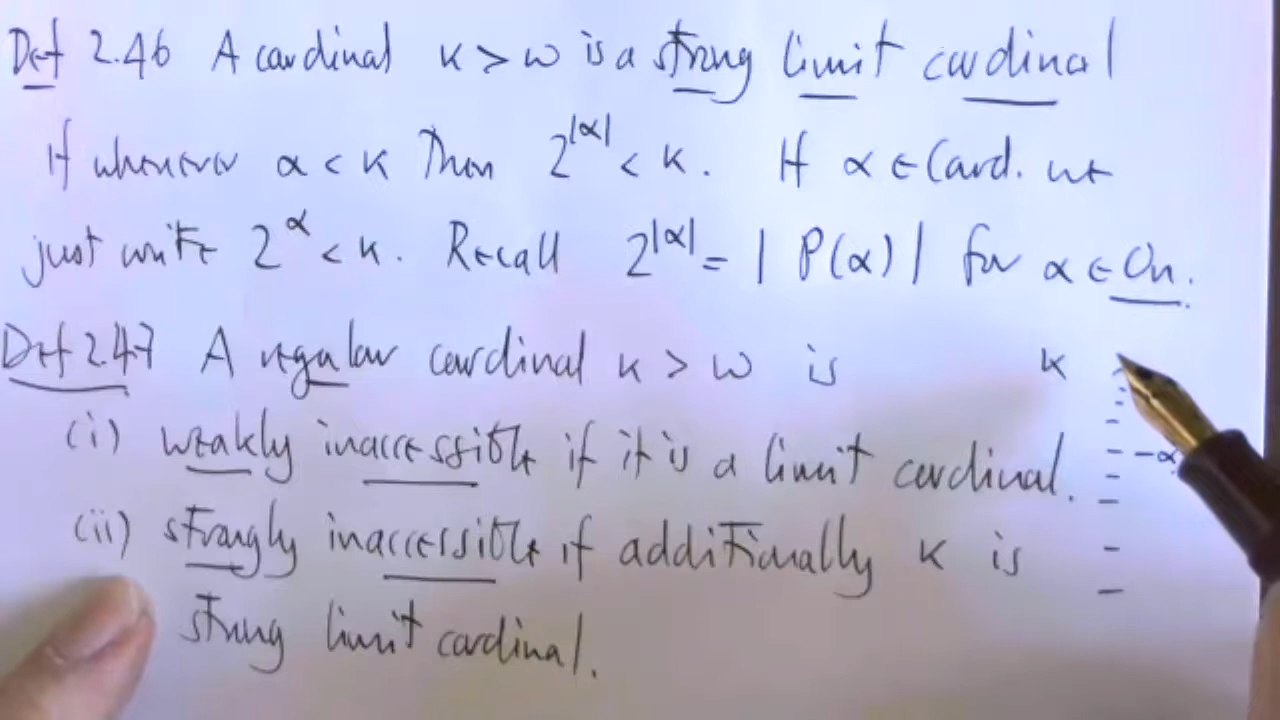 Def 2.46 A cardinal κ > ω is a strong limit cardinal
if whenever α < κ then 2^|α| < κ. If α ∈ Card. we
just write 2^α < κ. Recall 2^|α| = | P(α) | for α ∈ On.
Def 2.47 A regular cardinal κ > ω is
κ
(i) weakly inaccessible if it is a limit cardinal.
– α
(ii) strongly inaccessible if additionally κ is
strong limit cardinal.